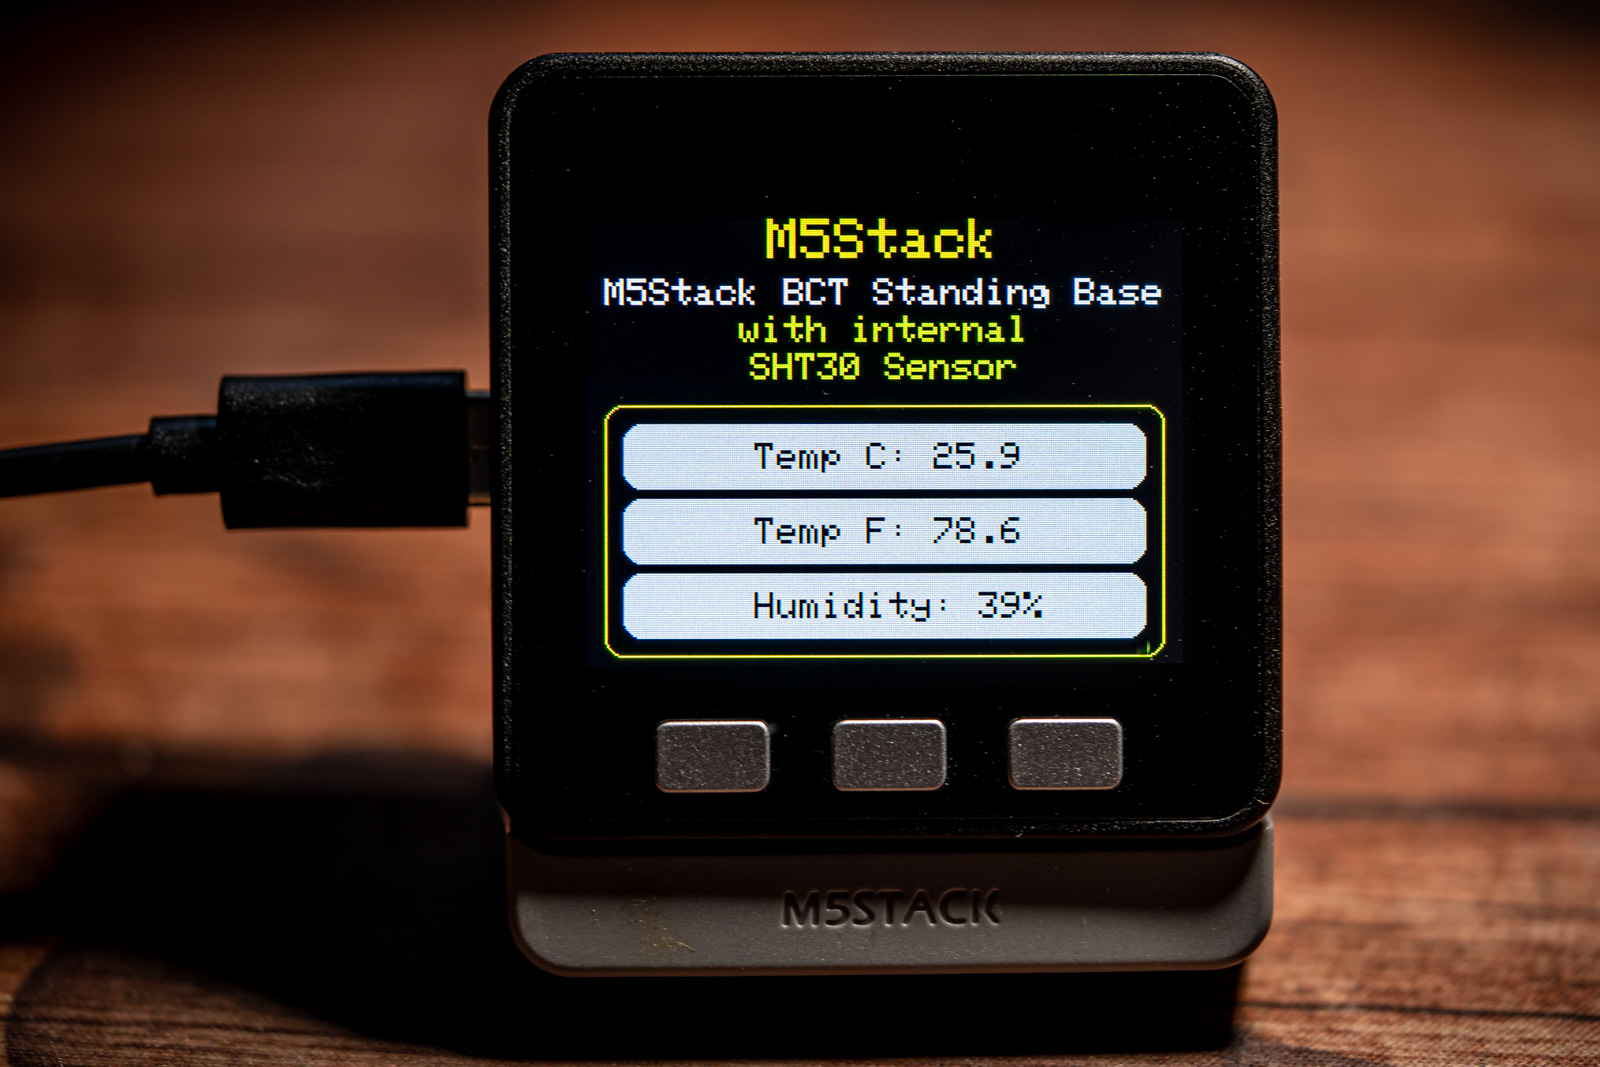 M5Stack
M5Stack BCT Standing Base
with internal
SHT30 Sensor
Temp C: 25.9
Temp F: 78.6
Humidity: 39%
M5STACK